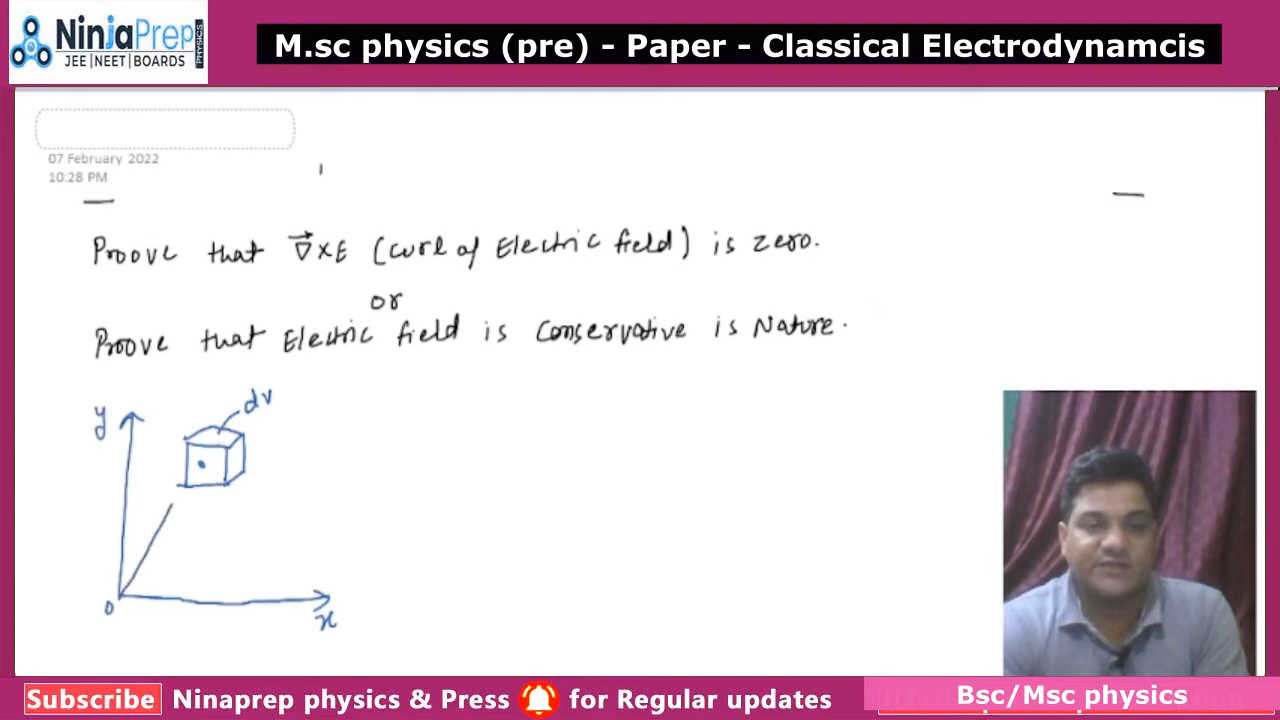 NinjaPrep PHYSICS
JEE|NEET|BOARDS
M.sc physics (pre) - Paper - Classical Electrodynamcis
07 February 2022
10:28 PM
Proove that ∇⃗×E (curl of Electric field) is zero.
or
Proove that Electric field is Conservative is Nature.
dv
y
0
x
Subscribe Ninaprep physics & Press for Regular updates
Bsc/Msc physics